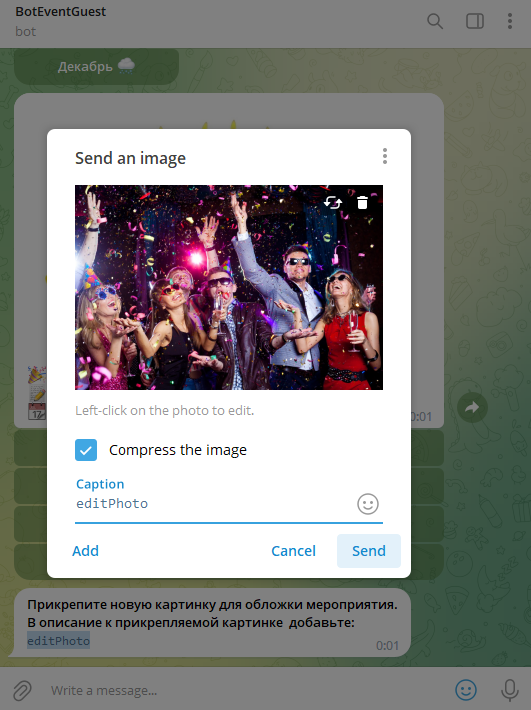 BotEventGuest
bot
Декабрь 🌧
Send an image
Left-click on the photo to edit.
Compress the image
Caption
editPhoto
Add
Cancel
Send
0:01
Прикрепите новую картинку для обложки мероприятия.
В описание к прикрепляемой картинке добавьте:
editPhoto
0:01
Write a message...